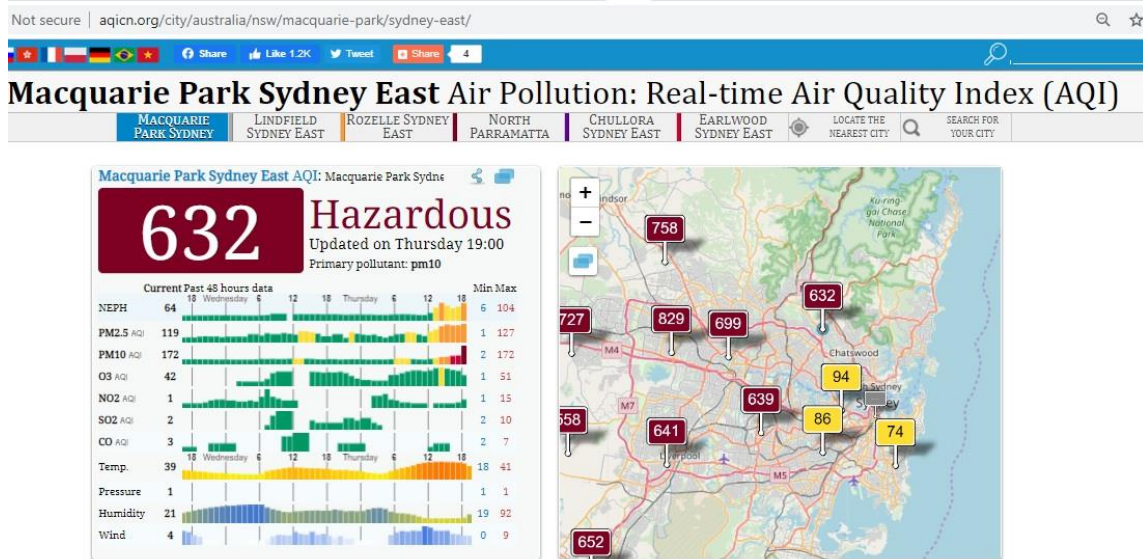 Not secure | aqicn.org/city/australia/nsw/macquarie-park/sydney-east/
Share Like 1.2K Tweet Share 4
Macquarie Park Sydney East Air Pollution: Real-time Air Quality Index (AQI)
MACQUARIE PARK SYDNEY
LINDFIELD SYDNEY EAST
ROZELLE SYDNEY EAST
NORTH PARRAMATTA
CHULLORA SYDNEY EAST
EARLWOOD SYDNEY EAST
LOCATE THE NEAREST CITY
SEARCH FOR YOUR CITY
Macquarie Park Sydney East AQI: Macquarie Park Sydne
632
Hazardous
Updated on Thursday 19:00
Primary pollutant: pm10
Current Past 48 hours data Min Max
18 Wednesday 6 12 18 Thursday 6 12 18
NEPH 64 6 104
PM2.5 AQI 119 1 127
PM10 AQI 172 2 172
O3 AQI 42 1 51
NO2 AQI 1 1 15
SO2 AQI 2 2 10
CO AQI 3 2 7
18 Wednesday 6 12 18 Thursday 6 12 18
Temp. 39 18 41
Pressure 1 1 1
Humidity 21 19 92
Wind 4 0 9
+
−
ndsor
Ku-ring-
gai Chase
National
Park
758
632
727
829
699
M4
Chatswood
94
Sydney
M7
639
558
641
86
74
M5
652